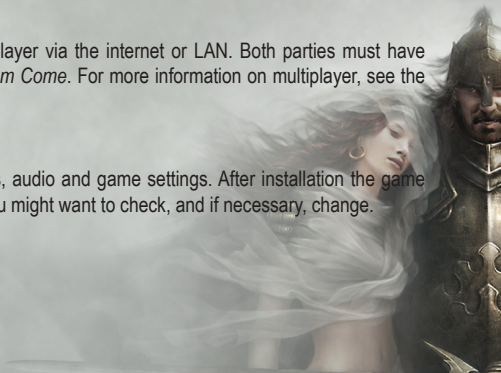 layer via the internet or LAN. Both parties must have
m Come. For more information on multiplayer, see the
, audio and game settings. After installation the game
u might want to check, and if necessary, change.